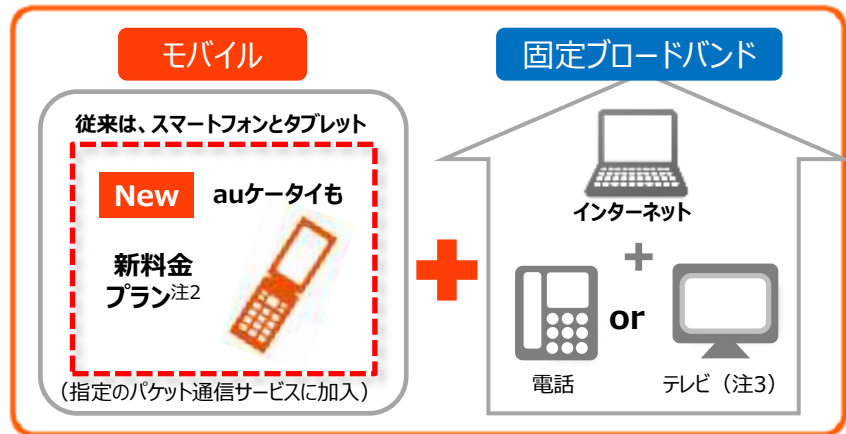 モバイル
固定ブロードバンド
従来は、スマートフォンとタブレット
New auケータイも
新料金
プラン注2
（指定のパケット通信サービスに加入）
インターネット
or
電話
テレビ（注3）